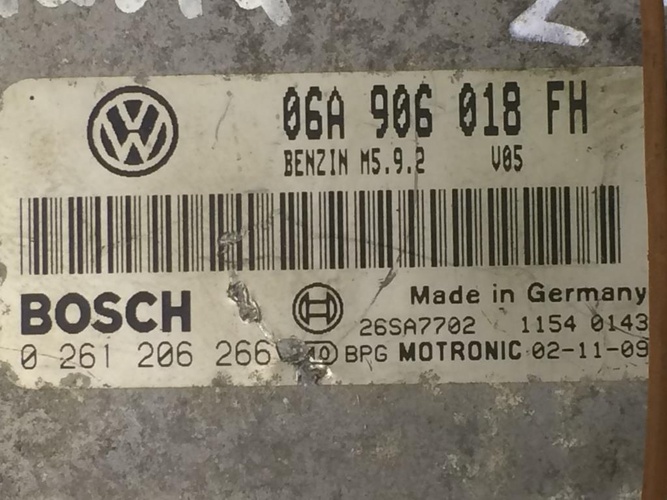 06A 906 018 FH
BENZIN M5.9.2 V05
BOSCH
Made in Germany
26SA7702 1154 0143
0 261 206 266 BPG MOTRONIC 02-11-09